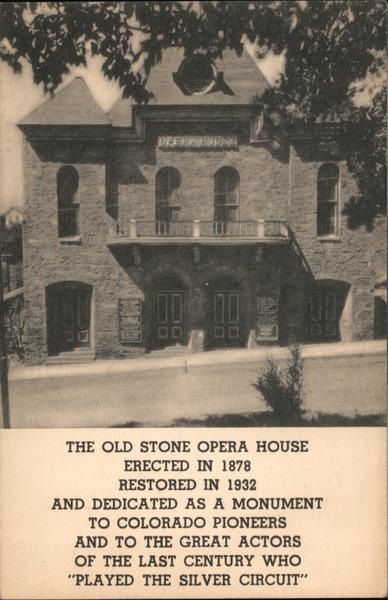 OPERA HOUSE
THE OLD STONE OPERA HOUSE
ERECTED IN 1878
RESTORED IN 1932
AND DEDICATED AS A MONUMENT
TO COLORADO PIONEERS
AND TO THE GREAT ACTORS
OF THE LAST CENTURY WHO
"PLAYED THE SILVER CIRCUIT"